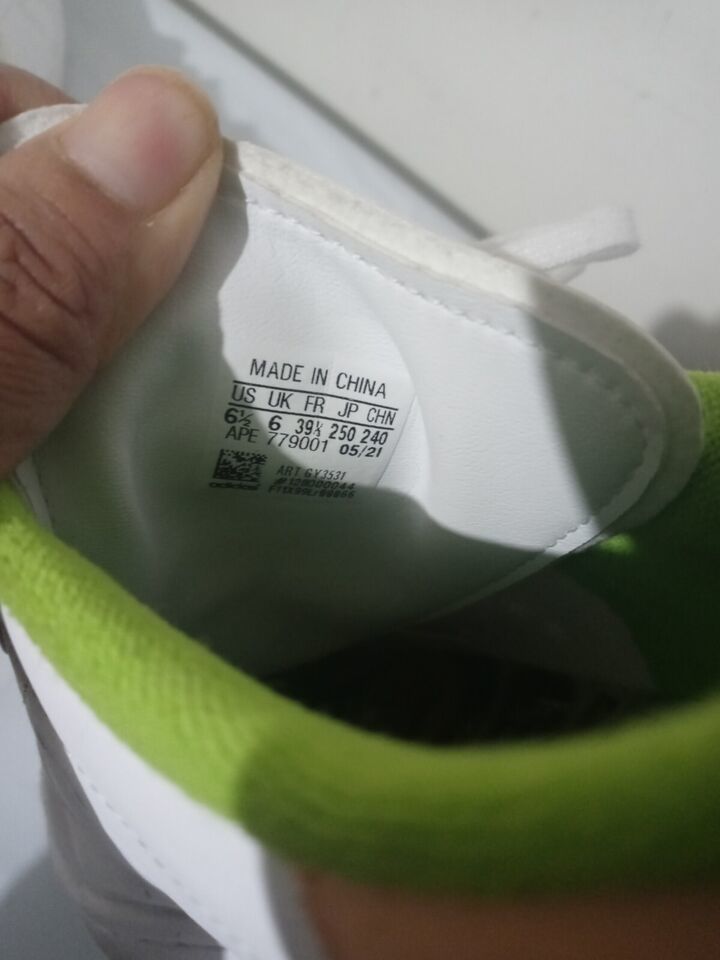 MADE IN CHINA
US UK FR JP CHN
6½ 6 39⅓ 250 240
APE 779001 05/21
ART GV3531
adidas